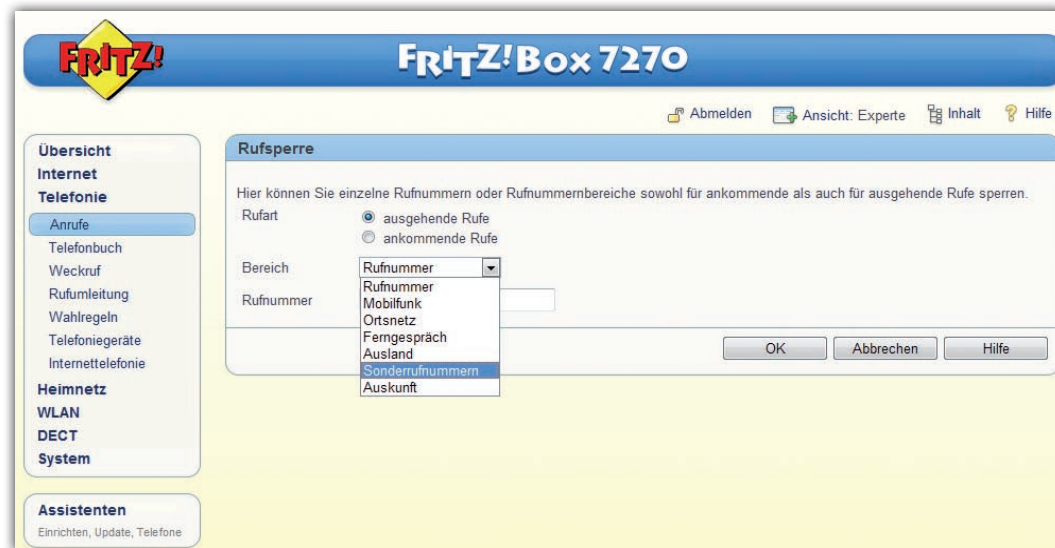 FRITZ!
FRITZ!Box 7270
Abmelden Ansicht: Experte Inhalt Hilfe
Übersicht
Internet
Telefonie
Anrufe
Telefonbuch
Weckruf
Rufumleitung
Wahlregeln
Telefoniegeräte
Internettelefonie
Heimnetz
WLAN
DECT
System
Assistenten
Einrichten, Update, Telefone
Rufsperre
Hier können Sie einzelne Rufnummern oder Rufnummernbereiche sowohl für ankommende als auch für ausgehende Rufe sperren.
Rufart ausgehende Rufe
ankommende Rufe
Bereich Rufnummer
Rufnummer
Rufnummer
Mobilfunk
Ortsnetz
Ferngespräch
Ausland
Sonderrufnummern
Auskunft
OK Abbrechen Hilfe